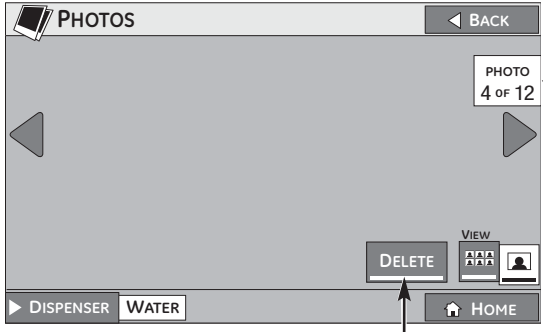 PHOTOS
BACK
PHOTO
4 OF 12
VIEW
DELETE
DISPENSER WATER
HOME